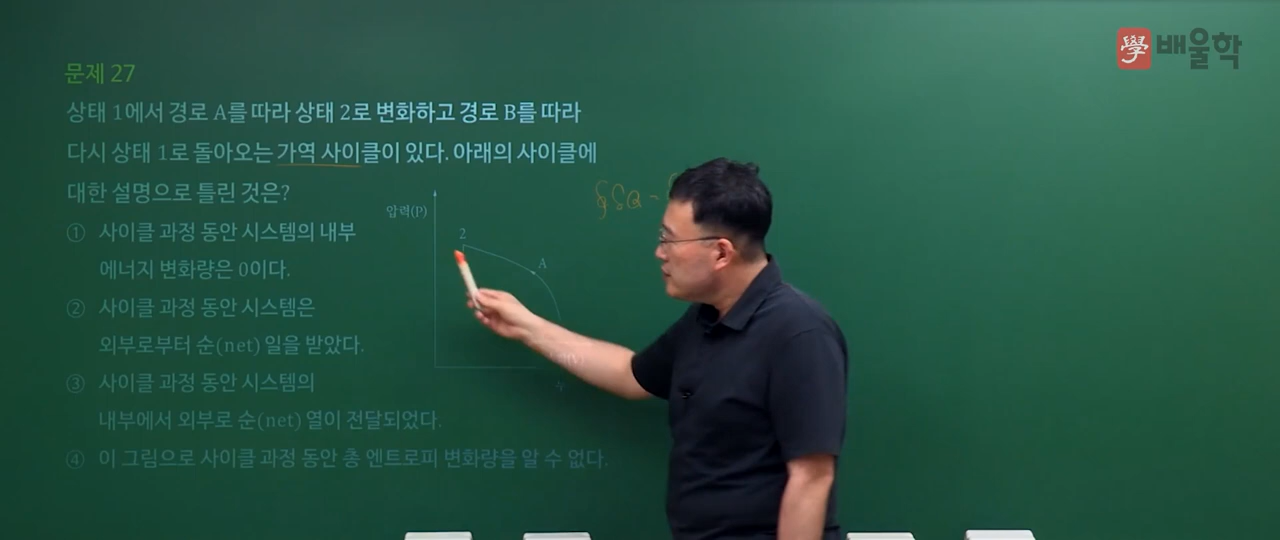 學 배울학
문제 27
상태 1에서 경로 A를 따라 상태 2로 변화하고 경로 B를 따라
다시 상태 1로 돌아오는 가역 사이클이 있다. 아래의 사이클에
대한 설명으로 틀린 것은?
① 사이클 과정 동안 시스템의 내부
에너지 변화량은 0이다.
② 사이클 과정 동안 시스템은
외부로부터 순(net) 일을 받았다.
③ 사이클 과정 동안 시스템의
내부에서 외부로 순(net) 열이 전달되었다.
④ 이 그림으로 사이클 과정 동안 총 엔트로피 변화량을 알 수 없다.
압력(P)
2
A